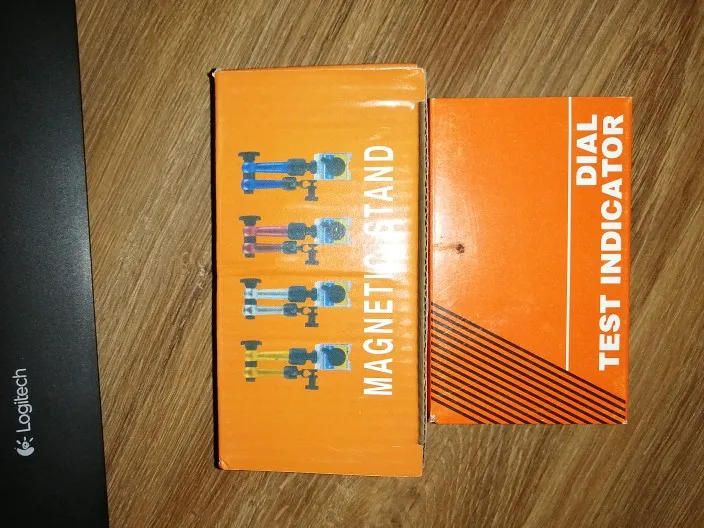 Logitech
MAGNETIC STAND
DIAL
TEST INDICATOR